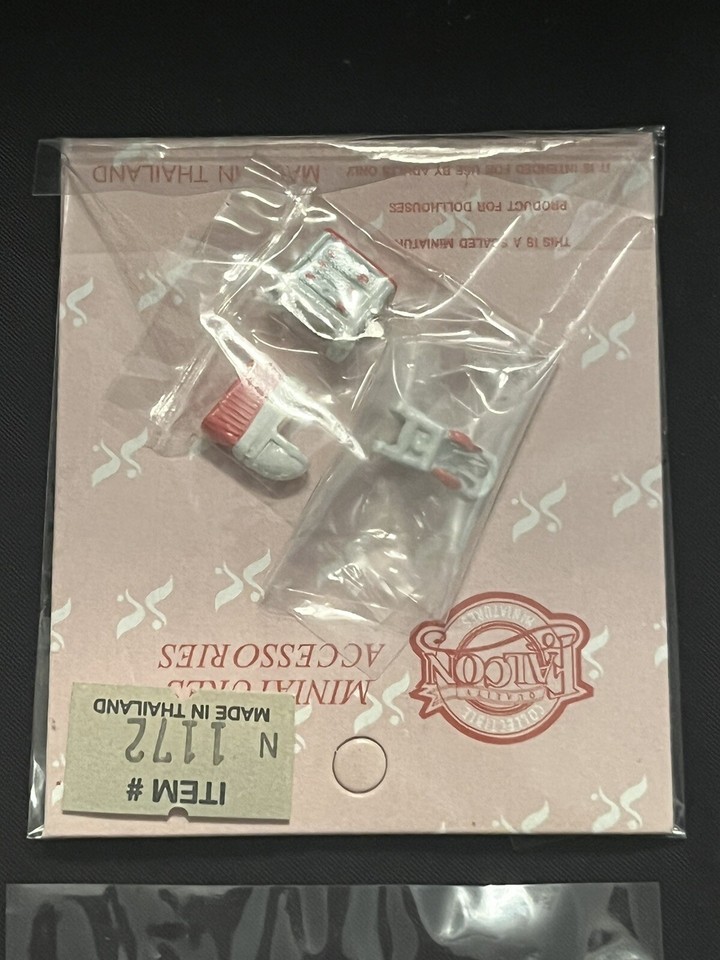 ITEM #
N 1172
MADE IN THAILAND
COLLECTIBLE
FALCON
QUALITY
MINIATURES
MINIATURES
ACCESSORIES
THIS IS A SCALED MINIATURE
PRODUCT FOR DOLLHOUSES
IT IS INTENDED FOR USE BY ADULTS ONLY
MADE IN THAILAND